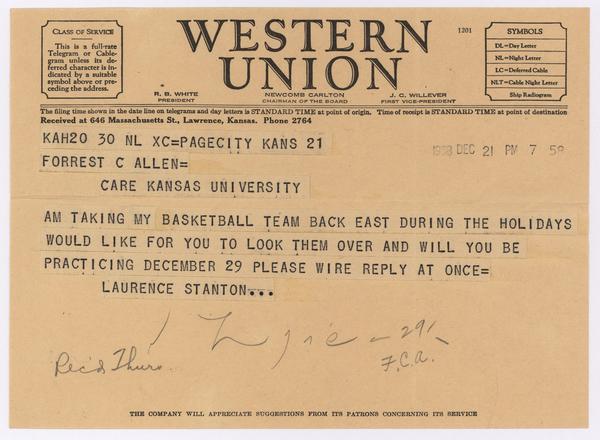 CLASS OF SERVICE
This is a full-rate
Telegram or Cable-
gram unless its de-
ferred character is in-
dicated by a suitable
symbol above or pre-
ceding the address.
WESTERN
UNION
1201
SYMBOLS
DL=Day Letter
NL=Night Letter
LC=Deferred Cable
NLT=Cable Night Letter
Ship Radiogram
R. B. WHITE
PRESIDENT
NEWCOMB CARLTON
CHAIRMAN OF THE BOARD
J. C. WILLEVER
FIRST VICE-PRESIDENT
The filing time shown in the date line on telegrams and day letters is STANDARD TIME at point of origin. Time of receipt is STANDARD TIME at point of destination
Received at 646 Massachusetts St., Lawrence, Kansas. Phone 2764
KAH20 30 NL XC=PAGECITY KANS 21
1938 DEC 21 PM 7 58
FORREST C ALLEN=
CARE KANSAS UNIVERSITY
AM TAKING MY BASKETBALL TEAM BACK EAST DURING THE HOLIDAYS
WOULD LIKE FOR YOU TO LOOK THEM OVER AND WILL YOU BE
PRACTICING DECEMBER 29 PLEASE WIRE REPLY AT ONCE=
LAURENCE STANTON...
29
Rec'd Thurs.
F.C.A.
THE COMPANY WILL APPRECIATE SUGGESTIONS FROM ITS PATRONS CONCERNING ITS SERVICE